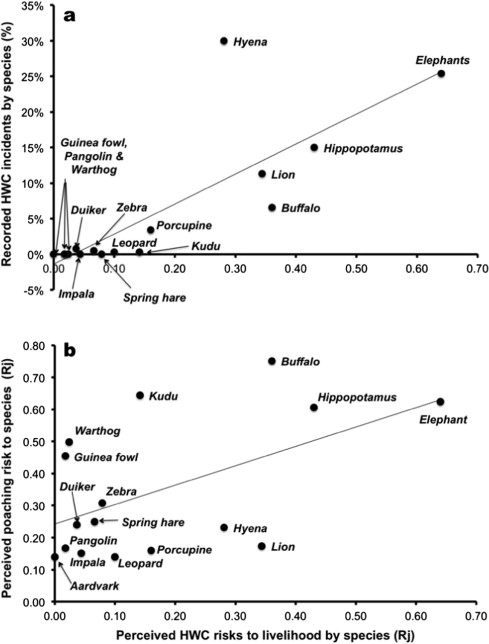 a
Recorded HWC incidents by species (%)
35%
30%
25%
20%
15%
10%
5%
0%
-5%
Hyena
Elephants
Guinea fowl,
Pangolin &
Warthog
Hippopotamus
Lion
Duiker
Zebra
Buffalo
Porcupine
Leopard
Kudu
0.00 0.10 0.20 0.30 0.40 0.50 0.60 0.70
Impala
Spring hare
b
Perceived poaching risk to species (Rj)
0.80
0.70
0.60
0.50
0.40
0.30
0.20
0.10
0.00
Buffalo
Kudu
Hippopotamus
Elephant
Warthog
Guinea fowl
Duiker
Zebra
Spring hare
Hyena
Pangolin
Porcupine
Lion
Impala
Leopard
Aardvark
0.00 0.10 0.20 0.30 0.40 0.50 0.60 0.70
Perceived HWC risks to livelihood by species (Rj)